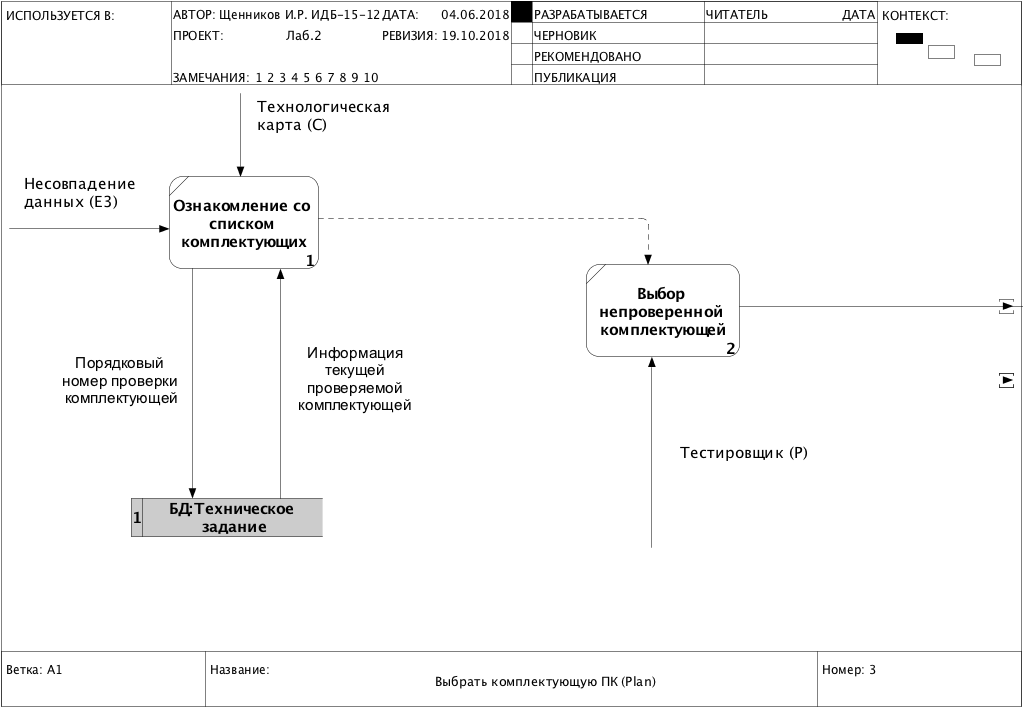 ИСПОЛЬЗУЕТСЯ В:
АВТОР: Щенников И.Р. ИДБ-15-12 ДАТА: 04.06.2018
ПРОЕКТ: Лаб.2 РЕВИЗИЯ: 19.10.2018
ЗАМЕЧАНИЯ: 1 2 3 4 5 6 7 8 9 10
РАЗРАБАТЫВАЕТСЯ
ЧЕРНОВИК
РЕКОМЕНДОВАНО
ПУБЛИКАЦИЯ
ЧИТАТЕЛЬ ДАТА
КОНТЕКСТ:
Технологическая
карта (C)
Несовпадение
данных (E3)
Ознакомление со
списком
комплектующих
1
Выбор
непроверенной
комплектующей
2
Порядковый
номер проверки
комплектующей
Информация
текущей
проверяемой
комплектующей
Тестировщик (P)
1
БД:Техническое
задание
Ветка: A1
Название:
Выбрать комплектующую ПК (Plan)
Номер: 3